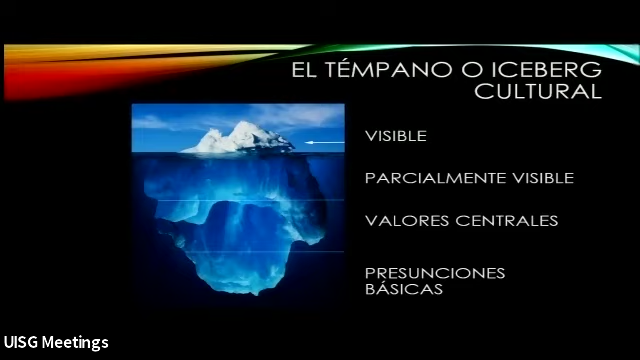 EL TÉMPANO O ICEBERG
CULTURAL
VISIBLE
PARCIALMENTE VISIBLE
VALORES CENTRALES
PRESUNCIONES
BÁSICAS
UISG Meetings